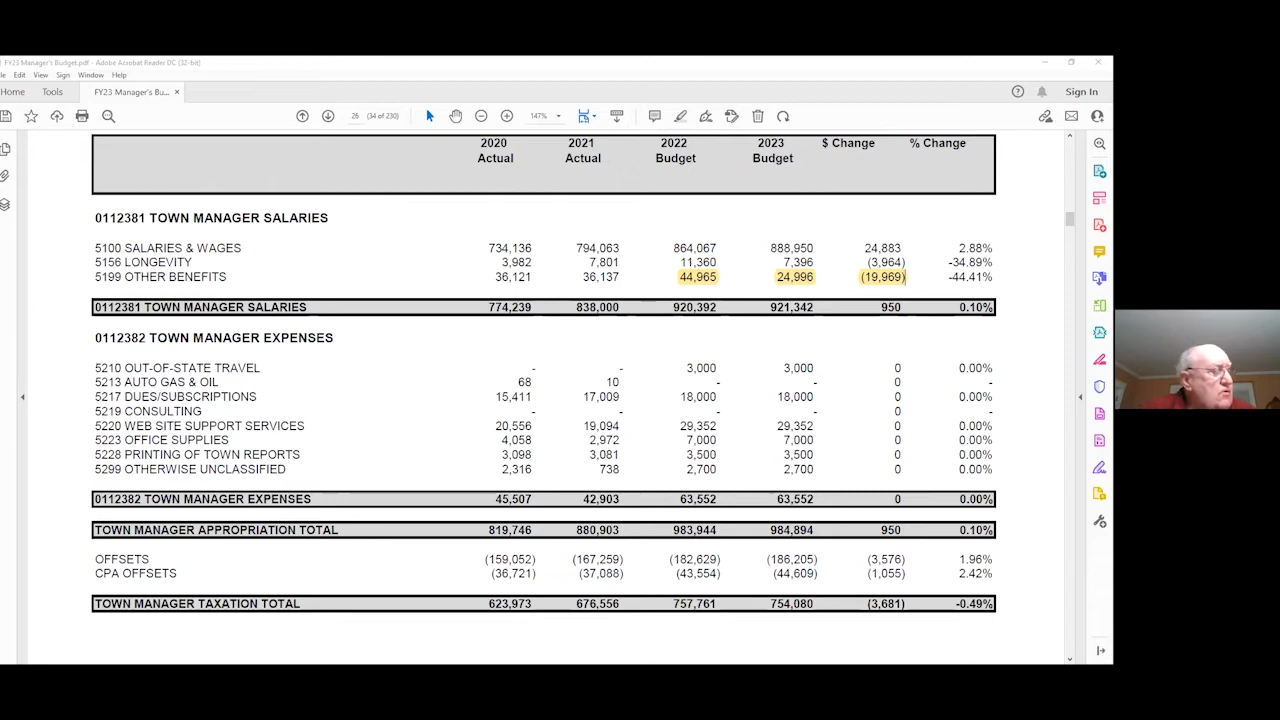 FY23 Manager's Budget.pdf - Adobe Acrobat Reader DC (32-bit)
Edit View Sign Window Help
Home Tools FY23 Manager's Bu... × Sign In
26 (34 of 230) 147%
2020 Actual 2021 Actual 2022 Budget 2023 Budget $ Change % Change
0112381 TOWN MANAGER SALARIES
5100 SALARIES & WAGES 734,136 794,063 864,067 888,950 24,883 2.88%
5156 LONGEVITY 3,982 7,801 11,360 7,396 (3,964) -34.89%
5199 OTHER BENEFITS 36,121 36,137 44,965 24,996 (19,969) -44.41%
0112381 TOWN MANAGER SALARIES 774,239 838,000 920,392 921,342 950 0.10%
0112382 TOWN MANAGER EXPENSES
5210 OUT-OF-STATE TRAVEL - - 3,000 3,000 0 0.00%
5213 AUTO GAS & OIL 68 10 - - 0 -
5217 DUES/SUBSCRIPTIONS 15,411 17,009 18,000 18,000 0 0.00%
5219 CONSULTING - - - - 0 -
5220 WEB SITE SUPPORT SERVICES 20,556 19,094 29,352 29,352 0 0.00%
5223 OFFICE SUPPLIES 4,058 2,972 7,000 7,000 0 0.00%
5228 PRINTING OF TOWN REPORTS 3,098 3,081 3,500 3,500 0 0.00%
5299 OTHERWISE UNCLASSIFIED 2,316 738 2,700 2,700 0 0.00%
0112382 TOWN MANAGER EXPENSES 45,507 42,903 63,552 63,552 0 0.00%
TOWN MANAGER APPROPRIATION TOTAL 819,746 880,903 983,944 984,894 950 0.10%
OFFSETS (159,052) (167,259) (182,629) (186,205) (3,576) 1.96%
CPA OFFSETS (36,721) (37,088) (43,554) (44,609) (1,055) 2.42%
TOWN MANAGER TAXATION TOTAL 623,973 676,556 757,761 754,080 (3,681) -0.49%